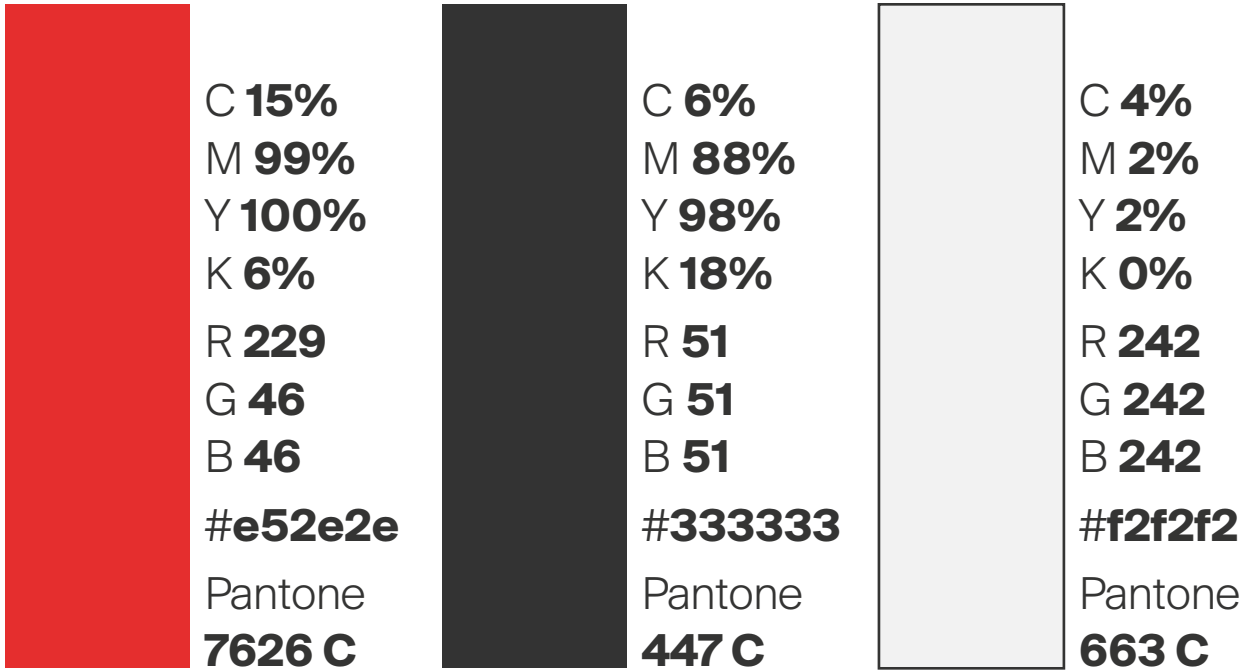 C 15%
M 99%
Y 100%
K 6%
R 229
G 46
B 46
#e52e2e
Pantone
7626 C
C 6%
M 88%
Y 98%
K 18%
R 51
G 51
B 51
#333333
Pantone
447 C
C 4%
M 2%
Y 2%
K 0%
R 242
G 242
B 242
#f2f2f2
Pantone
663 C